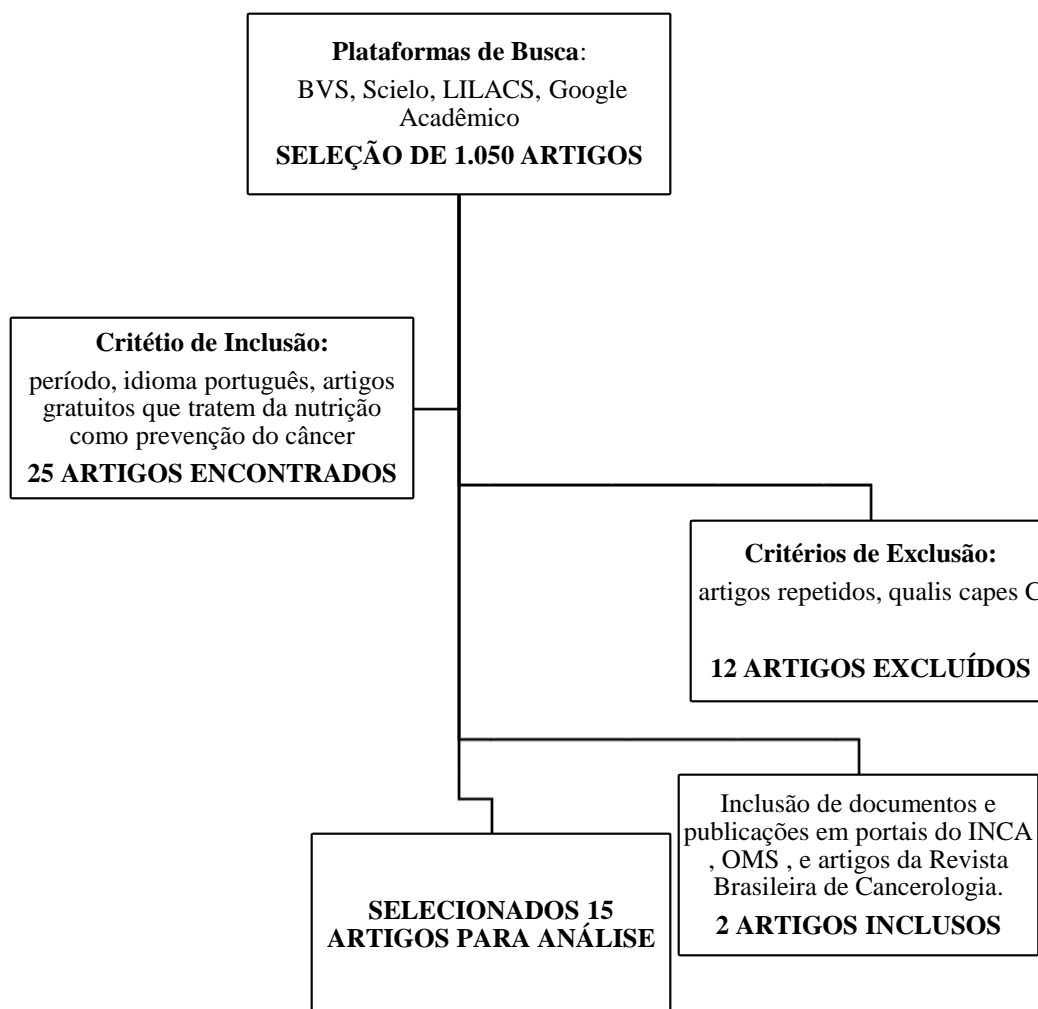 Plataformas de Busca:
BVS, Scielo, LILACS, Google
Acadêmico
SELEÇÃO DE 1.050 ARTIGOS
Critétio de Inclusão:
período, idioma português, artigos
gratuitos que tratem da nutrição
como prevenção do câncer
25 ARTIGOS ENCONTRADOS
Critérios de Exclusão:
artigos repetidos, qualis capes C
12 ARTIGOS EXCLUÍDOS
Inclusão de documentos e
publicações em portais do INCA
, OMS , e artigos da Revista
Brasileira de Cancerologia.
2 ARTIGOS INCLUSOS
SELECIONADOS 15
ARTIGOS PARA ANÁLISE